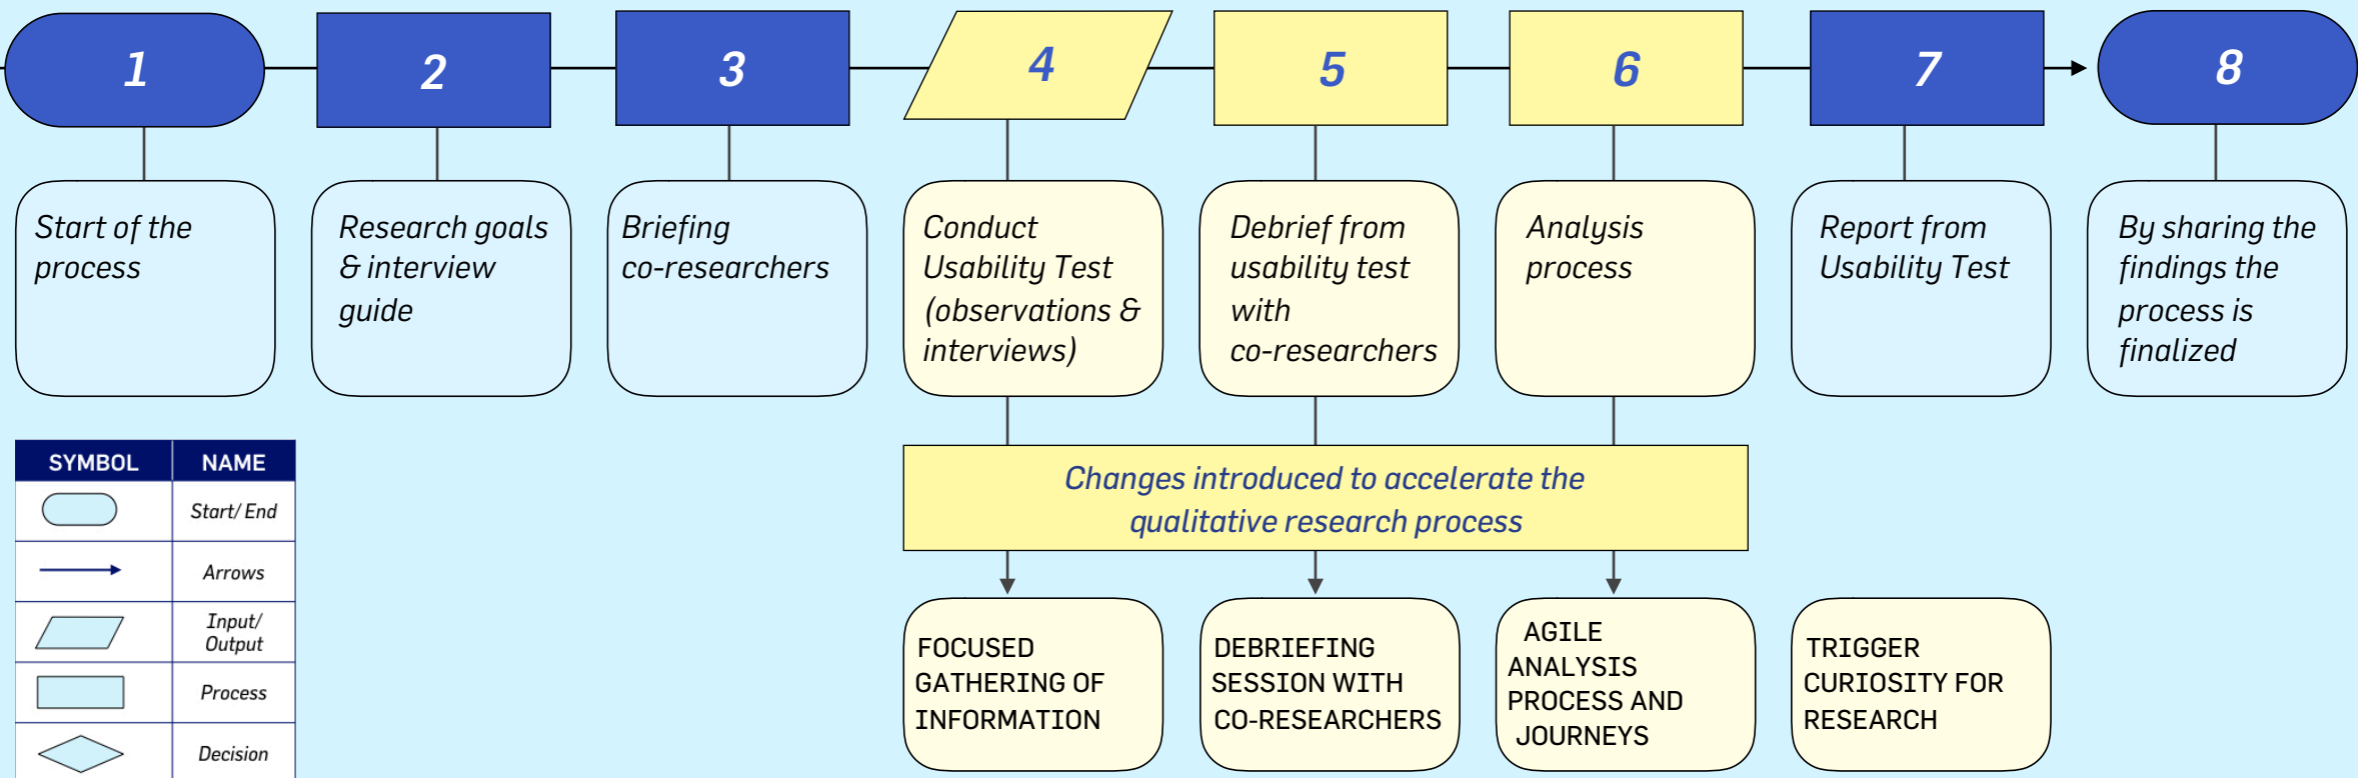 1
2
3
4
5
6
7
8
Start of the
process
Research goals
& interview
guide
Briefing
co-researchers
Conduct
Usability Test
(observations &
interviews)
Debrief from
usability test
with
co-researchers
Analysis
process
Report from
Usability Test
By sharing the
findings the
process is
finalized
SYMBOL NAME
Start/ End
Arrows
Input/
Output
Process
Decision
Changes introduced to accelerate the
qualitative research process
FOCUSED
GATHERING OF
INFORMATION
DEBRIEFING
SESSION WITH
CO-RESEARCHERS
AGILE
ANALYSIS
PROCESS AND
JOURNEYS
TRIGGER
CURIOSITY FOR
RESEARCH